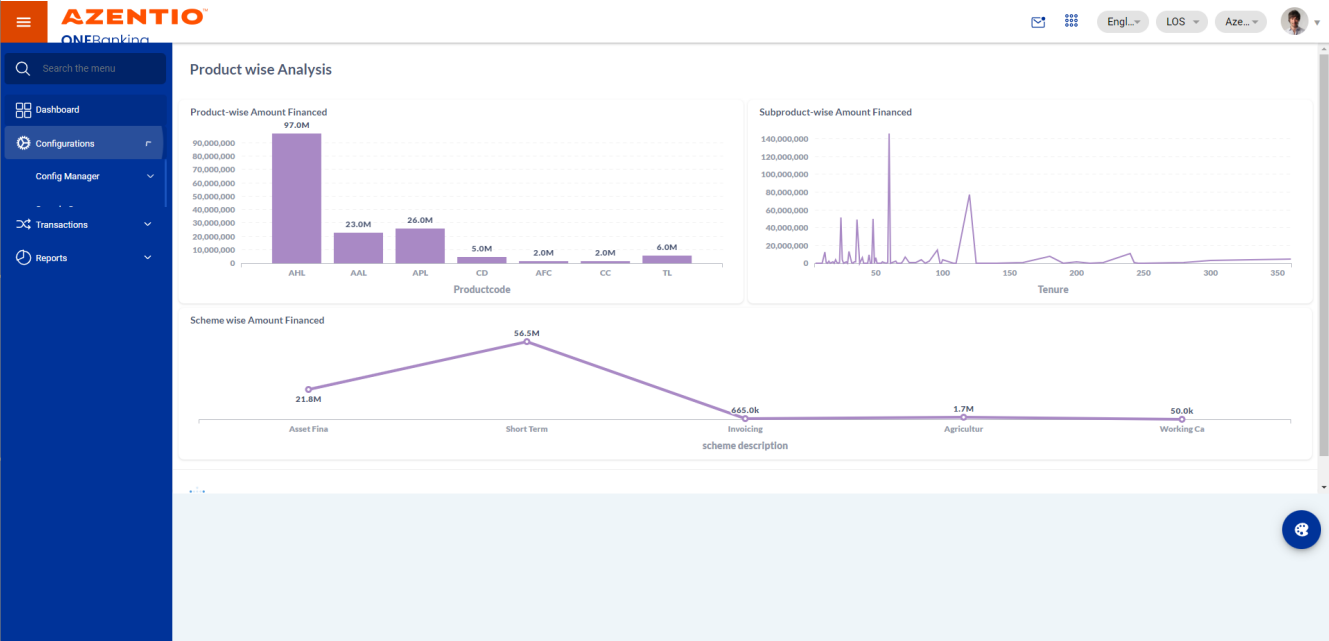 AZENTIO™
ONEBanking
Engl...
LOS
Aze...
Search the menu
Dashboard
Configurations
Config Manager
Transactions
Reports
Product wise Analysis
Product-wise Amount Financed
97.0M
90,000,000
80,000,000
70,000,000
60,000,000
50,000,000
40,000,000
30,000,000
20,000,000
10,000,000
0
23.0M
26.0M
5.0M
2.0M
2.0M
6.0M
AHL AAL APL CD AFC CC TL
Productcode
Subproduct-wise Amount Financed
140,000,000
120,000,000
100,000,000
80,000,000
60,000,000
40,000,000
20,000,000
0
50 100 150 200 250 300 350
Tenure
Scheme wise Amount Financed
56.5M
21.8M
665.0k
1.7M
50.0k
Asset Fina Short Term Invoicing Agricultur Working Ca
scheme description